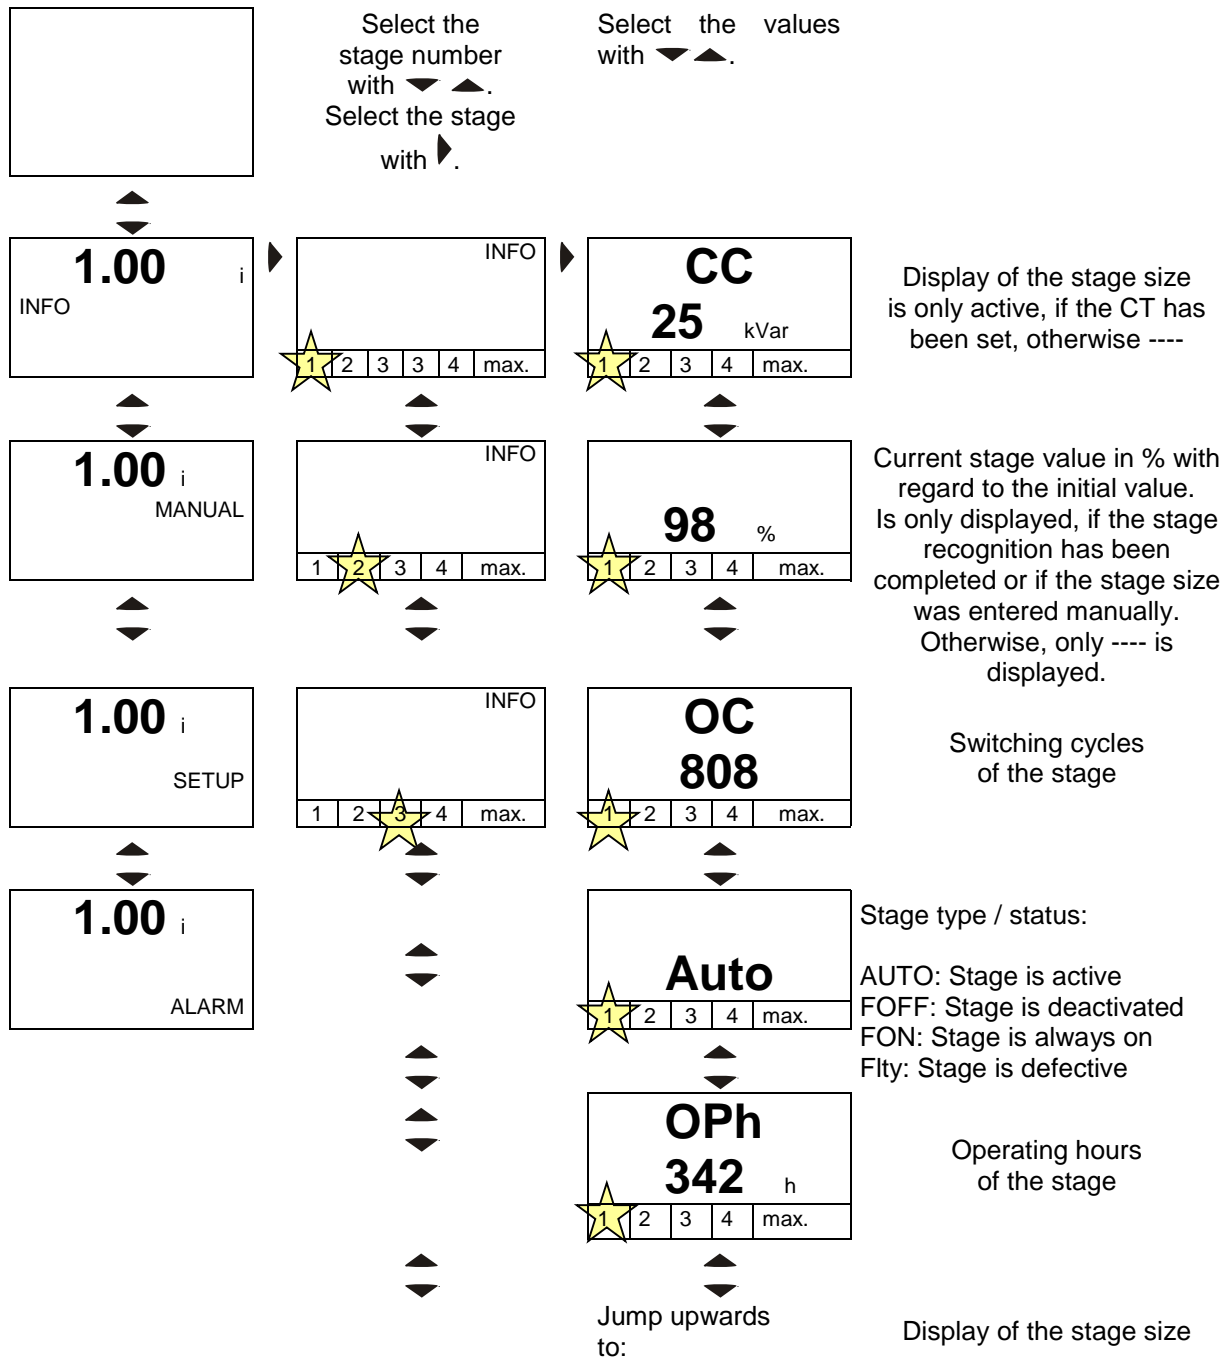 Select the
stage number
with
.
Select the stage
with
.
Select the values
with
.
1.00 i
INFO
INFO
1 2 3 3 4 max.
CC
25 kVar
1 2 3 4 max.
Display of the stage size
is only active, if the CT has
been set, otherwise ----
1.00 i
MANUAL
INFO
1 2 3 4 max.
98 %
1 2 3 4 max.
Current stage value in % with
regard to the initial value.
Is only displayed, if the stage
recognition has been
completed or if the stage size
was entered manually.
Otherwise, only ---- is
displayed.
1.00 i
SETUP
INFO
1 2 3 4 max.
OC
808
1 2 3 4 max.
Switching cycles
of the stage
1.00 i
ALARM
Auto
1 2 3 4 max.
Stage type / status:
AUTO: Stage is active
FOFF: Stage is deactivated
FON: Stage is always on
Flty: Stage is defective
OPh
342 h
1 2 3 4 max.
Operating hours
of the stage
Jump upwards
to:
Display of the stage size